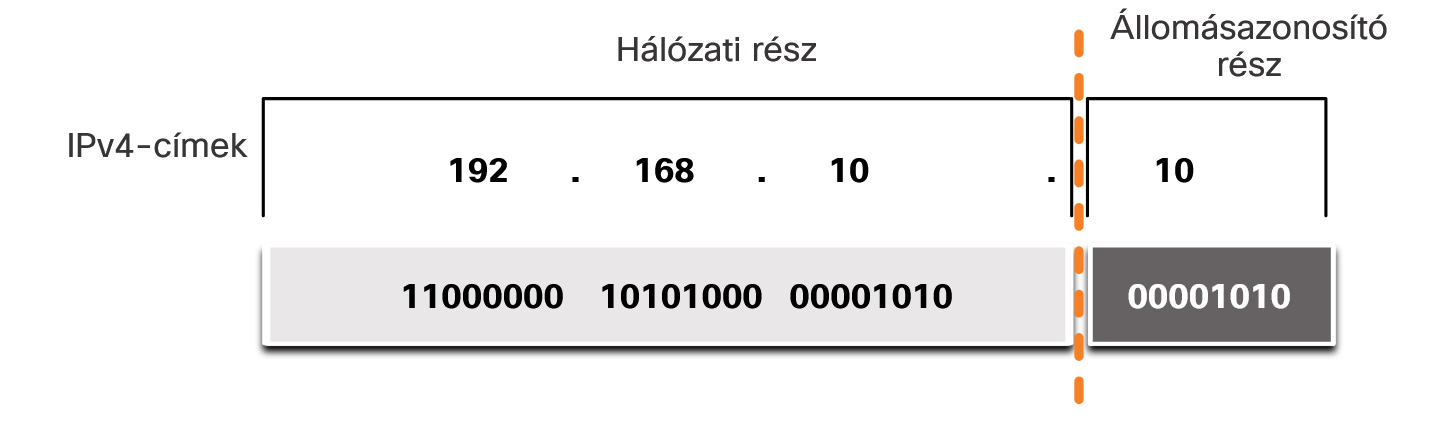 Hálózati rész
Állomásazonosító
rész
IPv4-címek
192 . 168 . 10 . 10
11000000 10101000 00001010 00001010